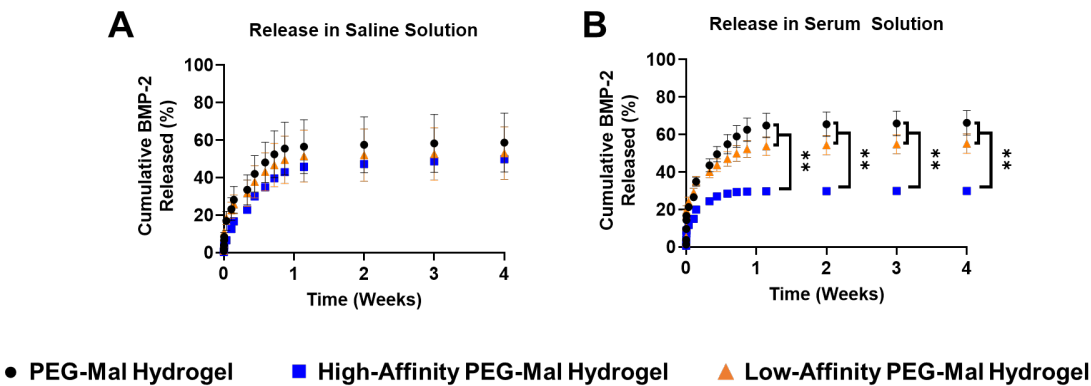 A
Release in Saline Solution
Cumulative BMP-2
Released (%)
100
80
60
40
20
0
0 1 2 3 4
Time (Weeks)
B
Release in Serum Solution
Cumulative BMP-2
Released (%)
100
80
60
40
20
0
** ** ** **
0 1 2 3 4
Time (Weeks)
PEG-Mal Hydrogel
High-Affinity PEG-Mal Hydrogel
Low-Affinity PEG-Mal Hydrogel